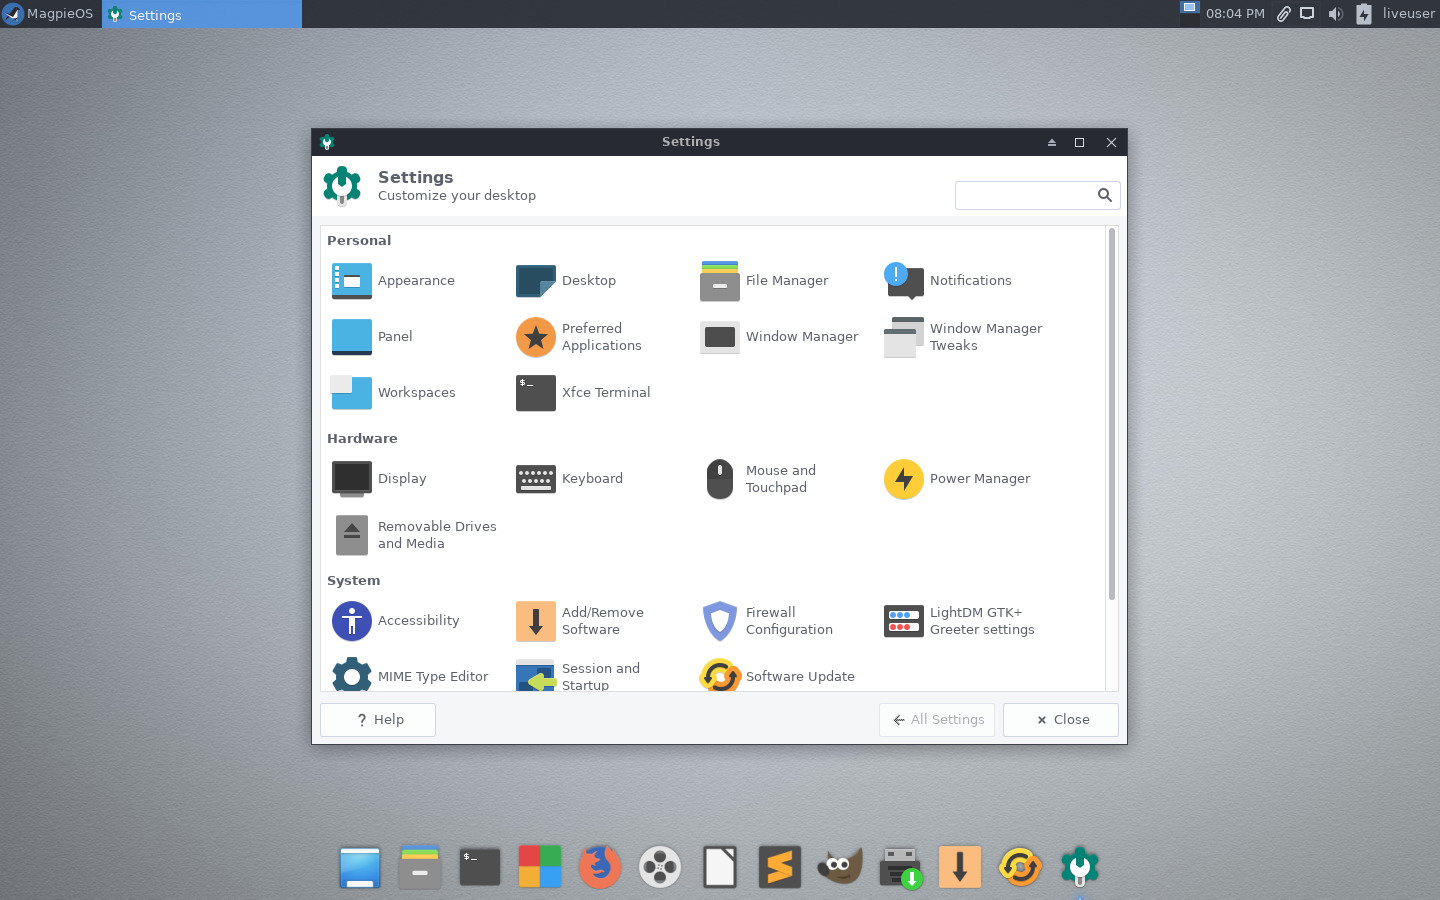 MagpieOS
Settings
08:04 PM
liveuser
Settings
Settings
Customize your desktop
Personal
Appearance
Desktop
File Manager
Notifications
Panel
Preferred
Applications
Window Manager
Window Manager
Tweaks
Workspaces
$_
Xfce Terminal
Hardware
Display
Keyboard
Mouse and
Touchpad
Power Manager
Removable Drives
and Media
System
Accessibility
Add/Remove
Software
Firewall
Configuration
LightDM GTK+
Greeter settings
MIME Type Editor
Session and
Startup
Software Update
? Help
All Settings
Close
$_